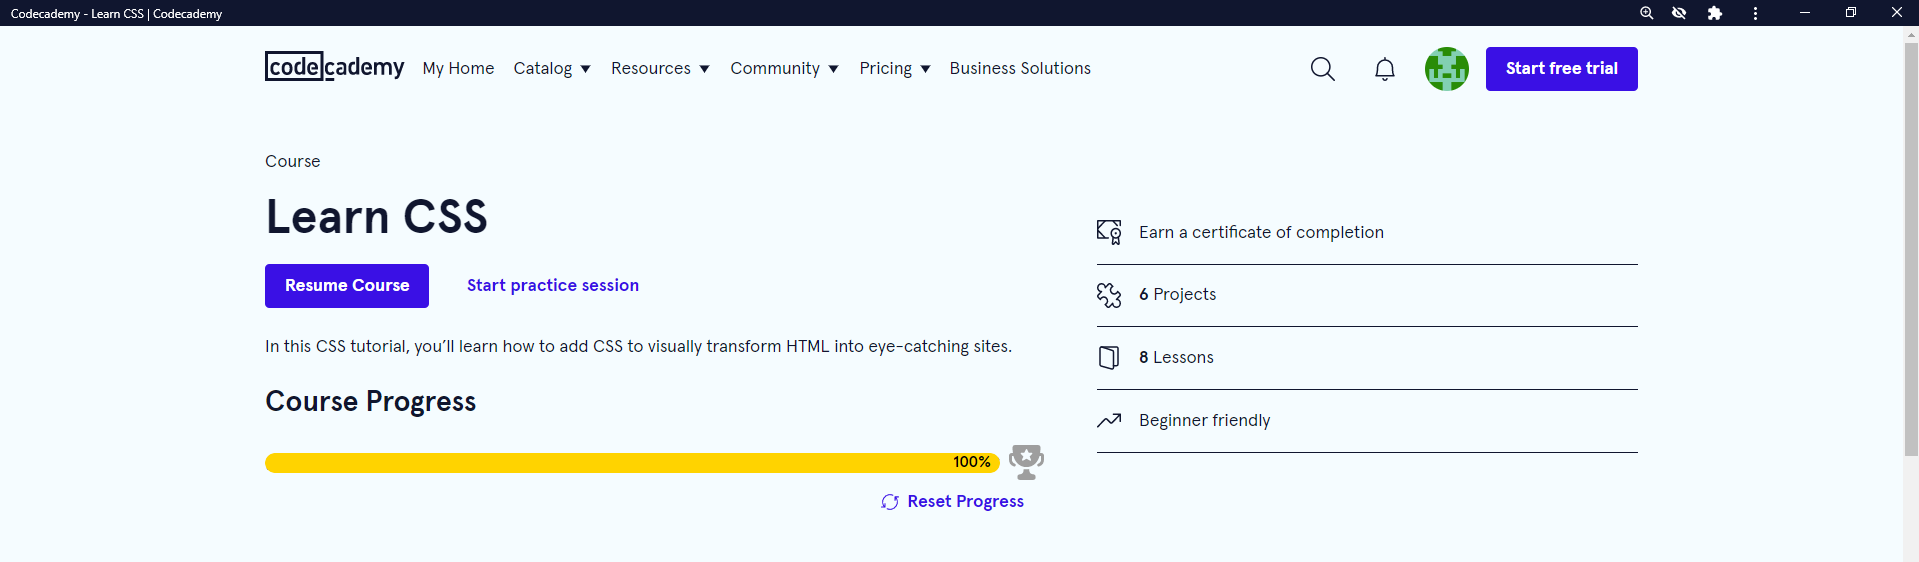 Codecademy - Learn CSS | Codecademy
codecademy My Home Catalog Resources Community Pricing Business Solutions Start free trial
Course
Learn CSS
Resume Course Start practice session
In this CSS tutorial, you’ll learn how to add CSS to visually transform HTML into eye-catching sites.
Course Progress
100%
Reset Progress
Earn a certificate of completion
6 Projects
8 Lessons
Beginner friendly